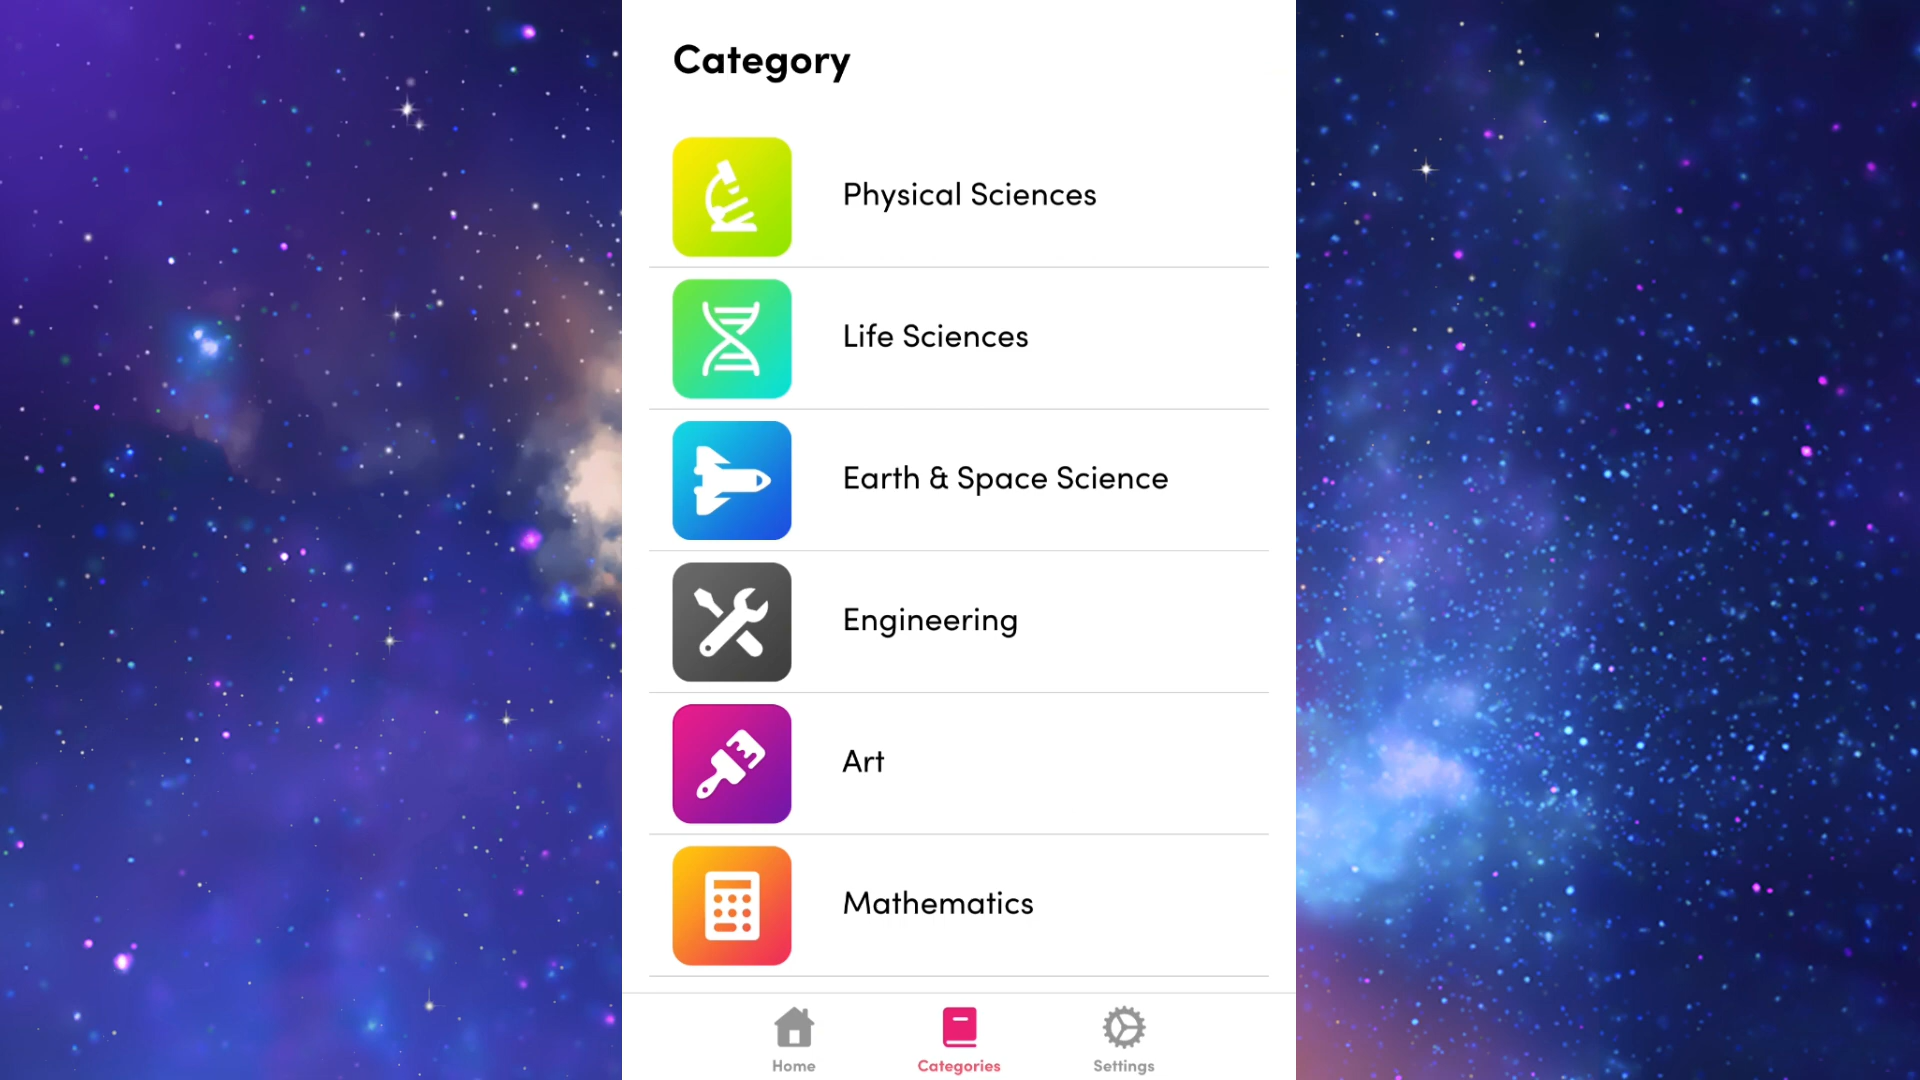 Category
Physical Sciences
Life Sciences
Earth & Space Science
Engineering
Art
Mathematics
Home
Categories
Settings